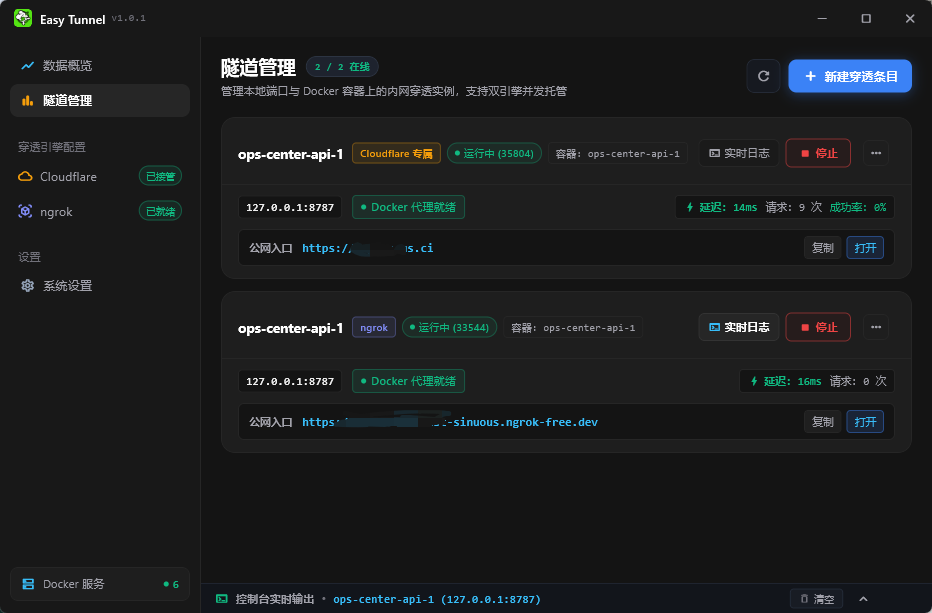 Easy Tunnel v1.0.1
数据概览
隧道管理
穿透引擎配置
Cloudflare 已接管
ngrok 已就绪
设置
系统设置
Docker 服务 6
隧道管理 2 / 2 在线
管理本地端口与 Docker 容器上的内网穿透实例，支持双引擎并发托管
新建穿透条目
ops-center-api-1 Cloudflare 专属 运行中 (35804) 容器: ops-center-api-1 实时日志 停止
127.0.0.1:8787 Docker 代理就绪 延迟: 14ms 请求: 9 次 成功率: 0%
公网入口 https:/ s.ci 复制 打开
ops-center-api-1 ngrok 运行中 (33544) 容器: ops-center-api-1 实时日志 停止
127.0.0.1:8787 Docker 代理就绪 延迟: 16ms 请求: 0 次
公网入口 https: -sinuous.ngrok-free.dev 复制 打开
控制台实时输出 • ops-center-api-1 (127.0.0.1:8787) 清空